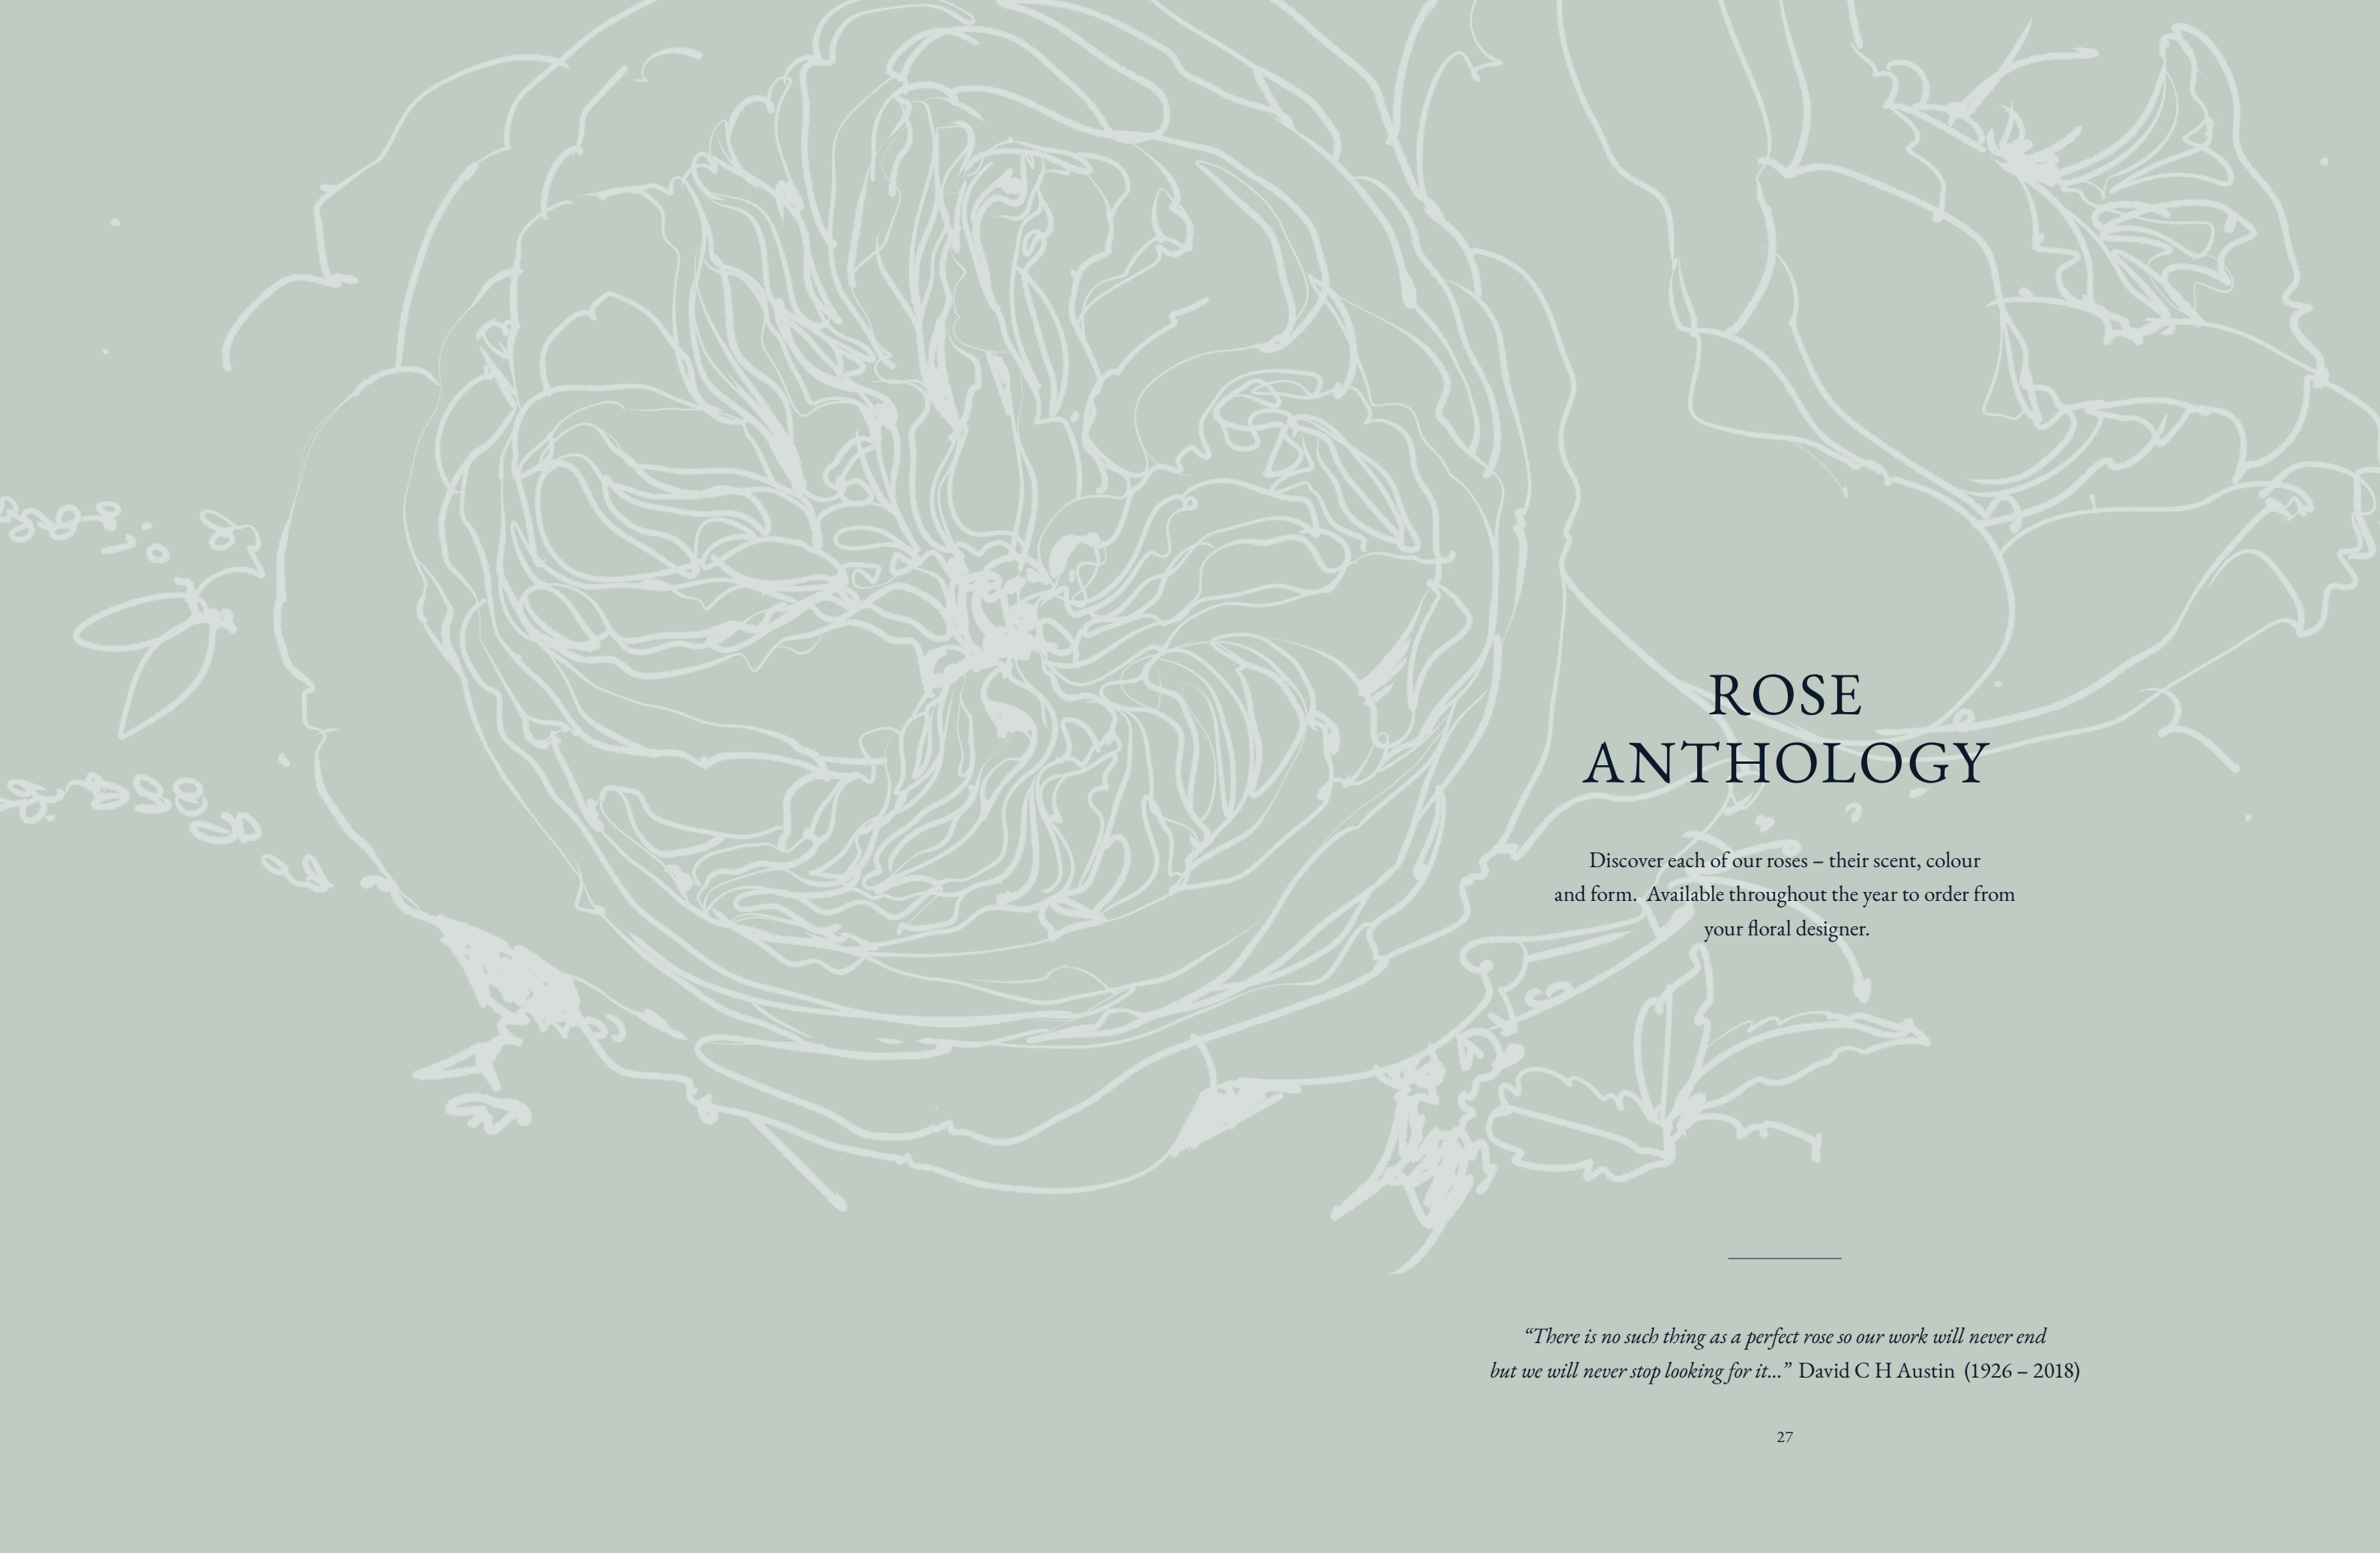 ROSE
ANTHOLOGY
Discover each of our roses – their scent, colour
and form.  Available throughout the year to order from
your floral designer.
“There is no such thing as a perfect rose so our work will never end
but we will never stop looking for it...” David C H Austin  (1926 – 2018)
27